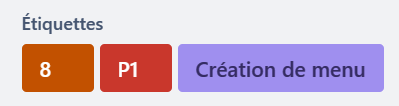 Étiquettes
8 P1 Création de menu